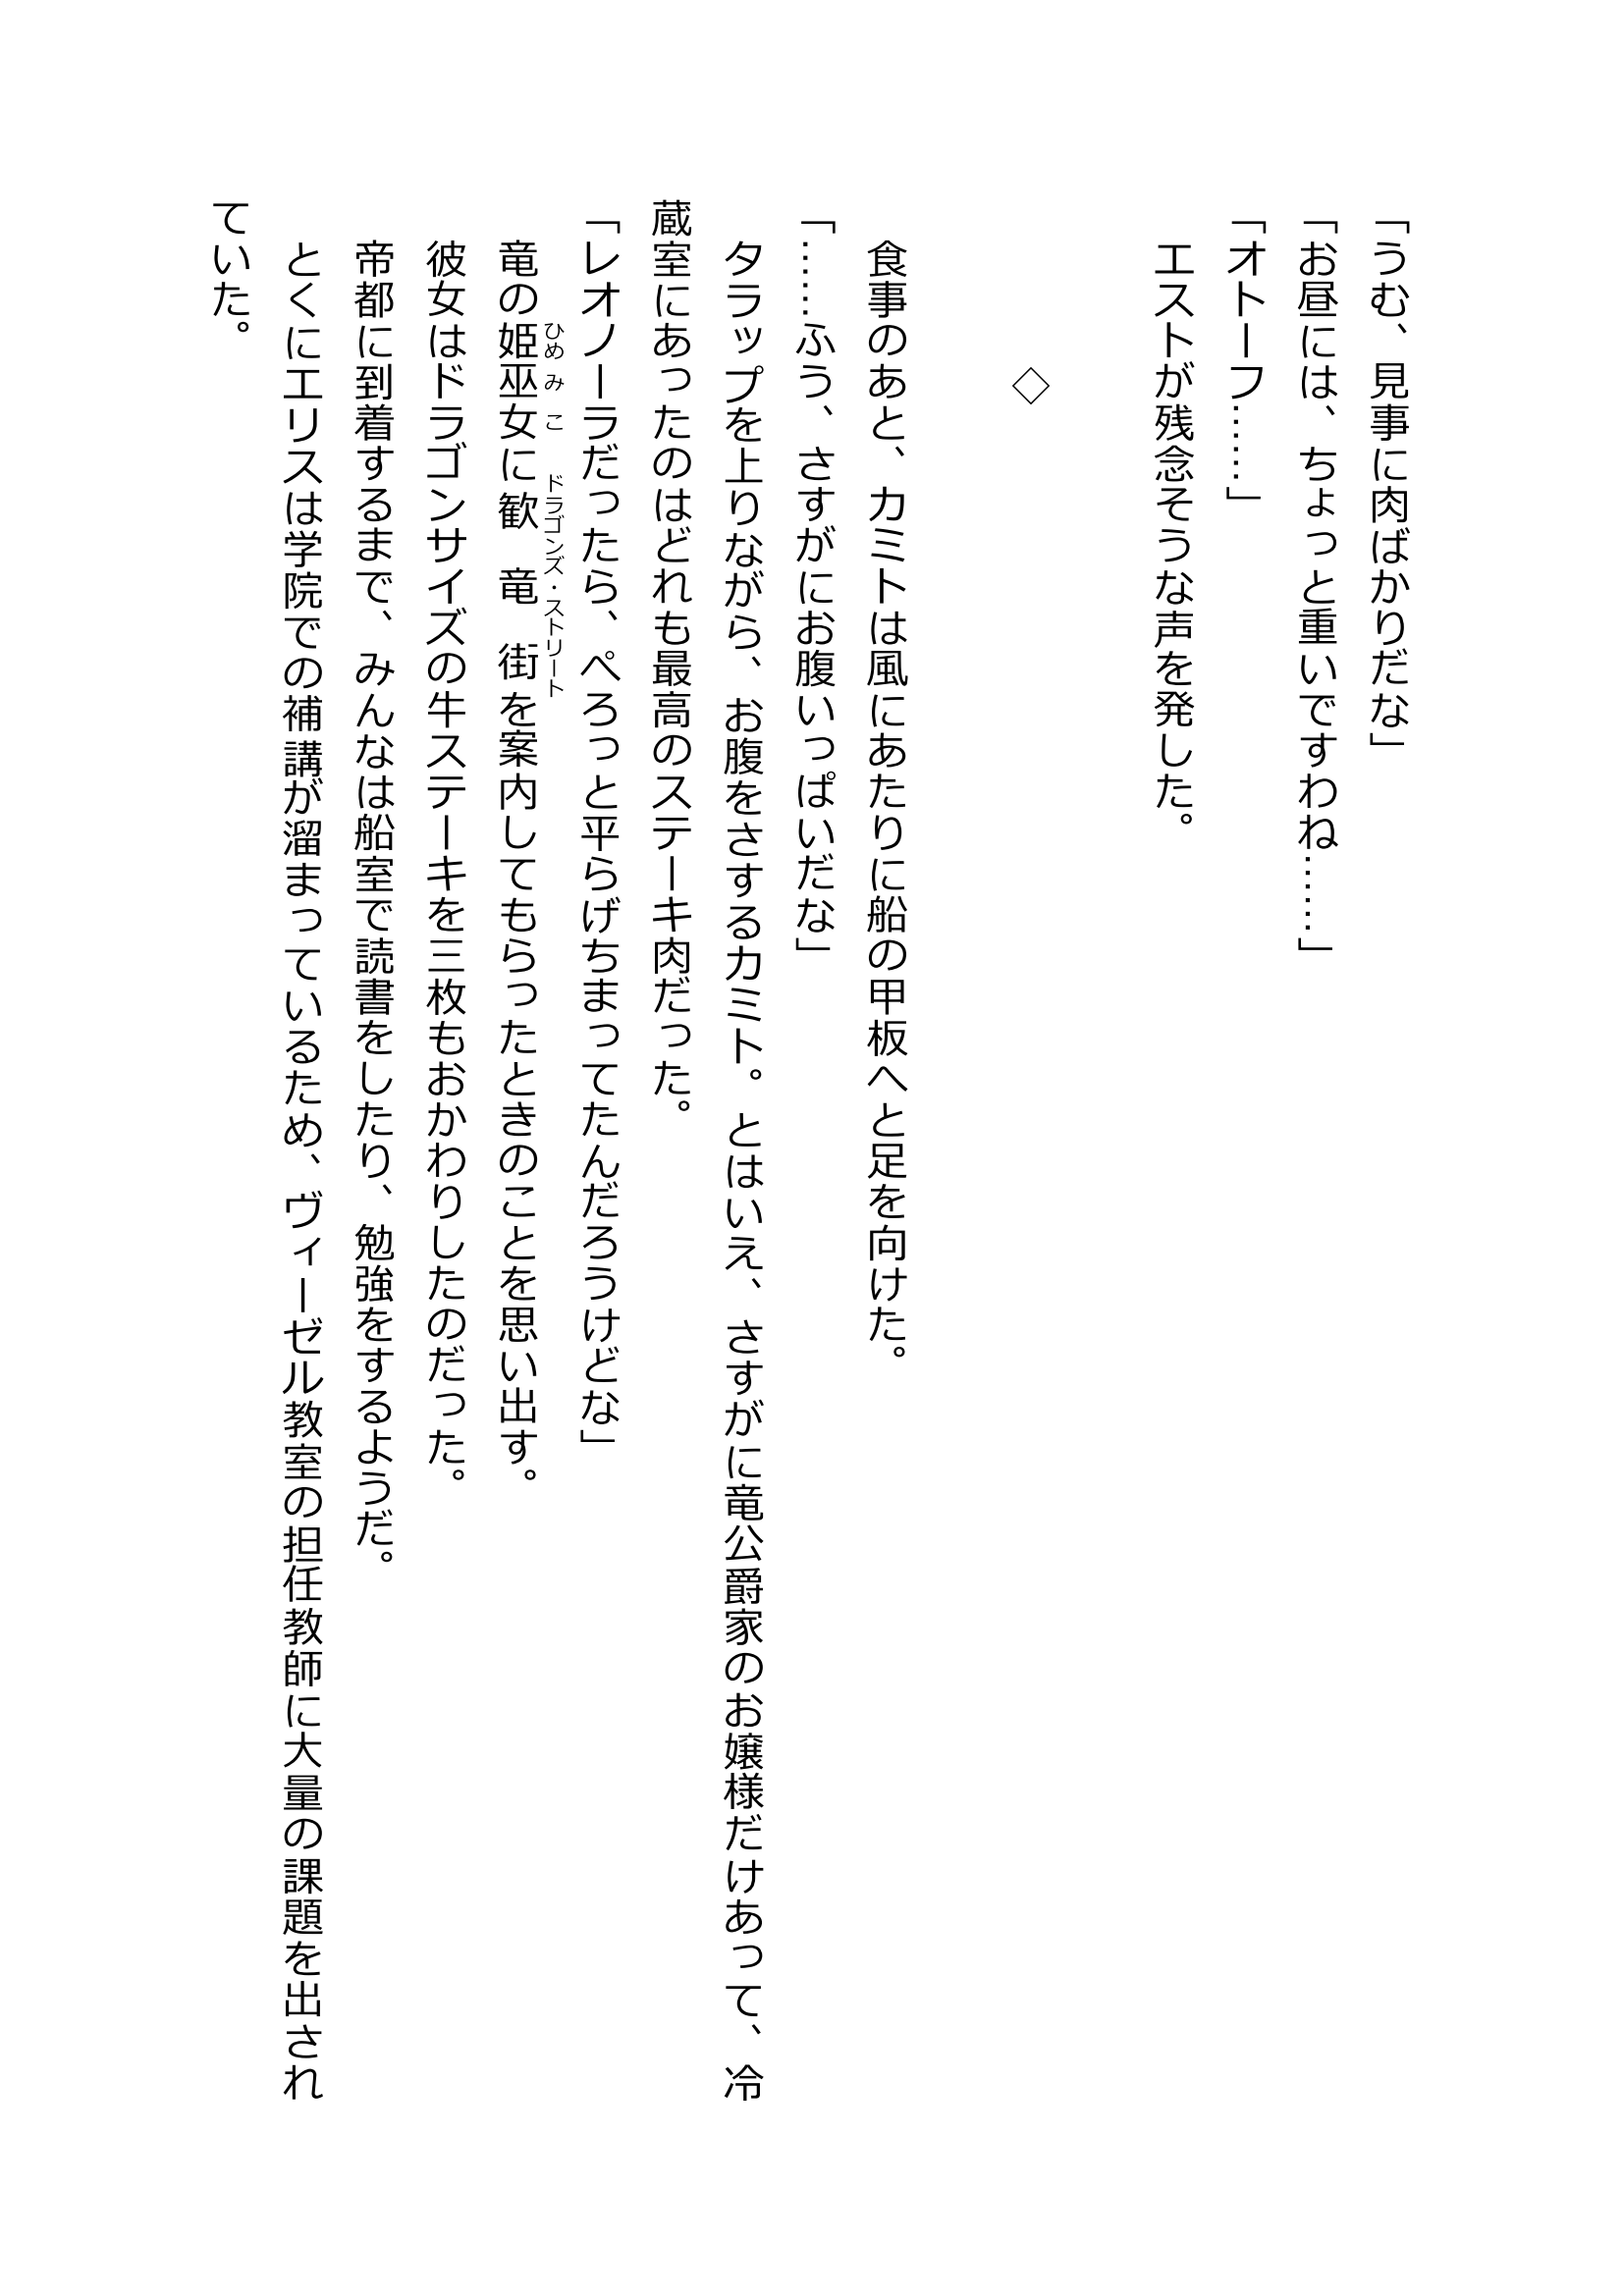 「うむ、見事に肉ばかりだな」
「お昼には、ちょっと重いですわね……」
「オトーフ……」
エストが残念そうな声を発した。
◇
食事のあと、カミトは風にあたりに船の甲板へと足を向けた。
「……ふう、さすがにお腹いっぱいだな」
タラップを上りながら、お腹をさするカミト。とはいえ、さすがに竜公爵家のお嬢様だけあって、冷
蔵室にあったのはどれも最高のステーキ肉だった。
「レオノーラだったら、ぺろっと平らげちまってたんだろうけどな」
竜の姫巫女に歓竜街を案内してもらったときのことを思い出す。
ひめ み こ ドラゴンズ・ストリート
彼女はドラゴンサイズの牛ステーキを三枚もおかわりしたのだった。
帝都に到着するまで、みんなは船室で読書をしたり、勉強をするようだ。
とくにエリスは学院での補講が溜まっているため、ヴィーゼル教室の担任教師に大量の課題を出され
ていた。